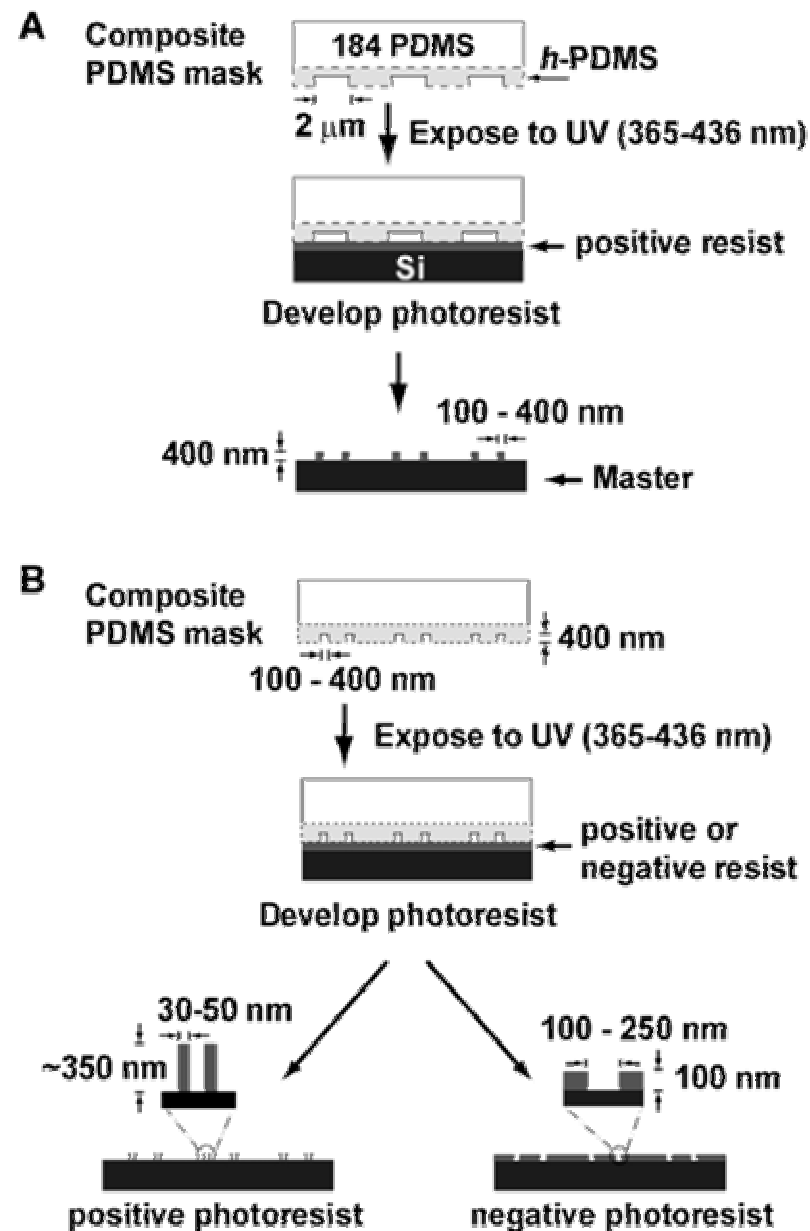 A
Composite
PDMS mask
184 PDMS
h-PDMS
2 μm
Expose to UV (365-436 nm)
positive resist
Si
Develop photoresist
100 - 400 nm
400 nm
Master
B
Composite
PDMS mask
400 nm
100 - 400 nm
Expose to UV (365-436 nm)
positive or
negative resist
Develop photoresist
30-50 nm
~350 nm
100 - 250 nm
100 nm
positive photoresist
negative photoresist